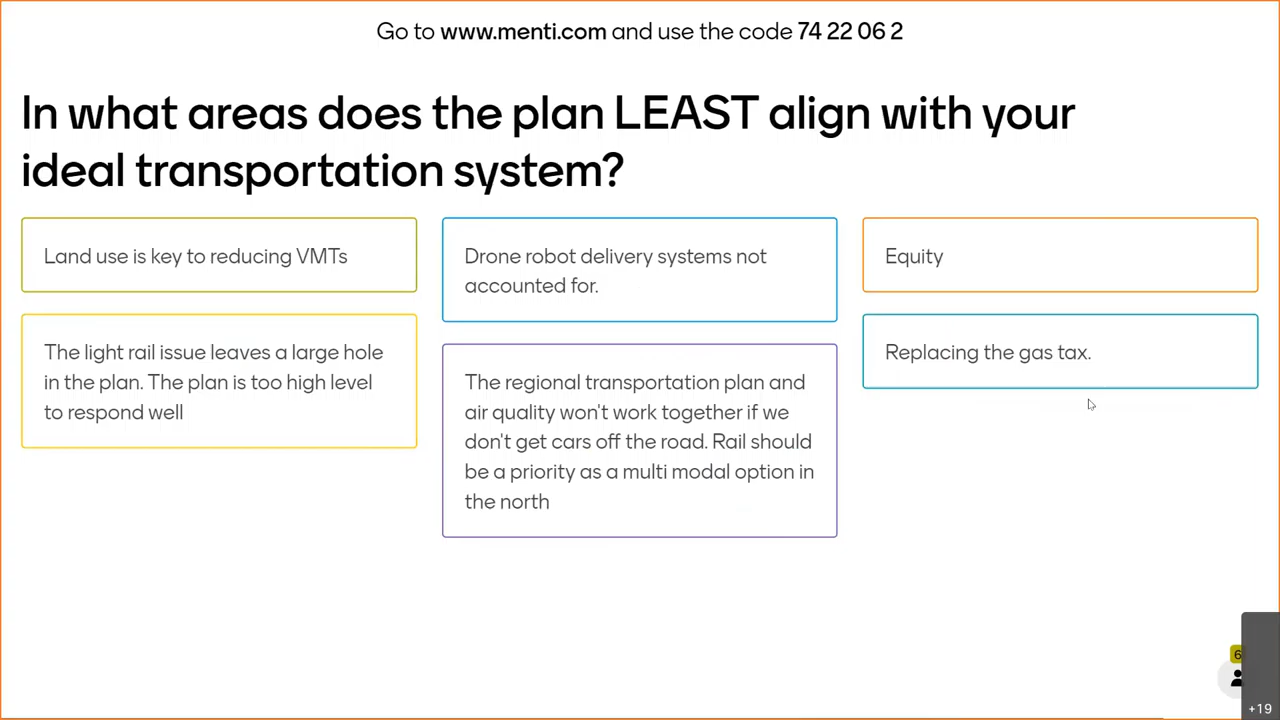 Go to www.menti.com and use the code 74 22 06 2
In what areas does the plan LEAST align with your
ideal transportation system?
Land use is key to reducing VMTs
The light rail issue leaves a large hole
in the plan. The plan is too high level
to respond well
Drone robot delivery systems not
accounted for.
The regional transportation plan and
air quality won't work together if we
don't get cars off the road. Rail should
be a priority as a multi modal option in
the north
Equity
Replacing the gas tax.
6
+19